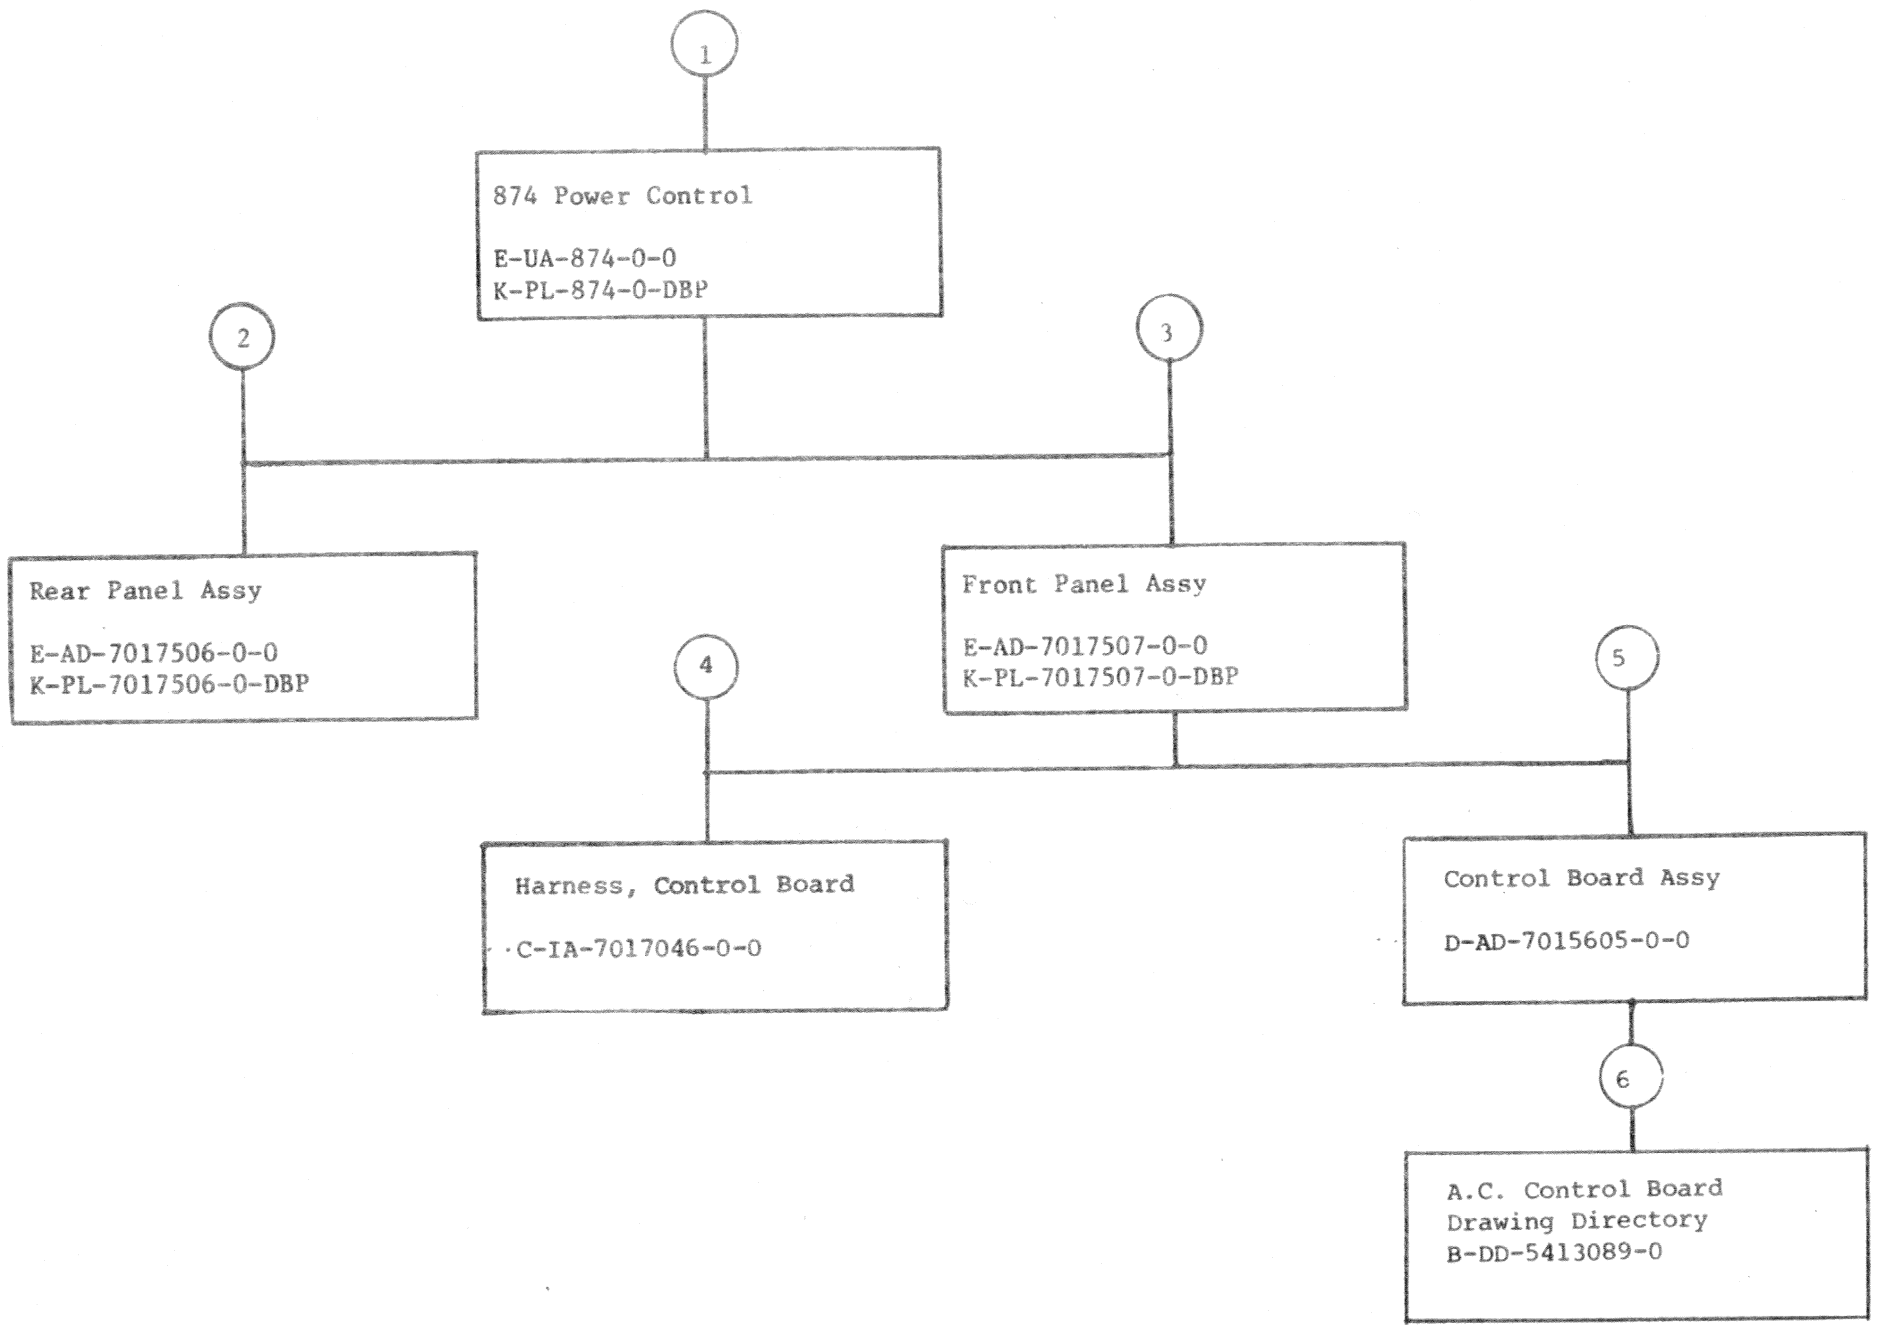 1
874 Power Control
E-UA-874-0-0
K-PL-874-0-DBP
2
3
Rear Panel Assy
E-AD-7017506-0-0
K-PL-7017506-0-DBP
Front Panel Assy
E-AD-7017507-0-0
K-PL-7017507-0-DBP
4
5
Harness, Control Board
C-IA-7017046-0-0
Control Board Assy
D-AD-7015605-0-0
6
A.C. Control Board
Drawing Directory
B-DD-5413089-0